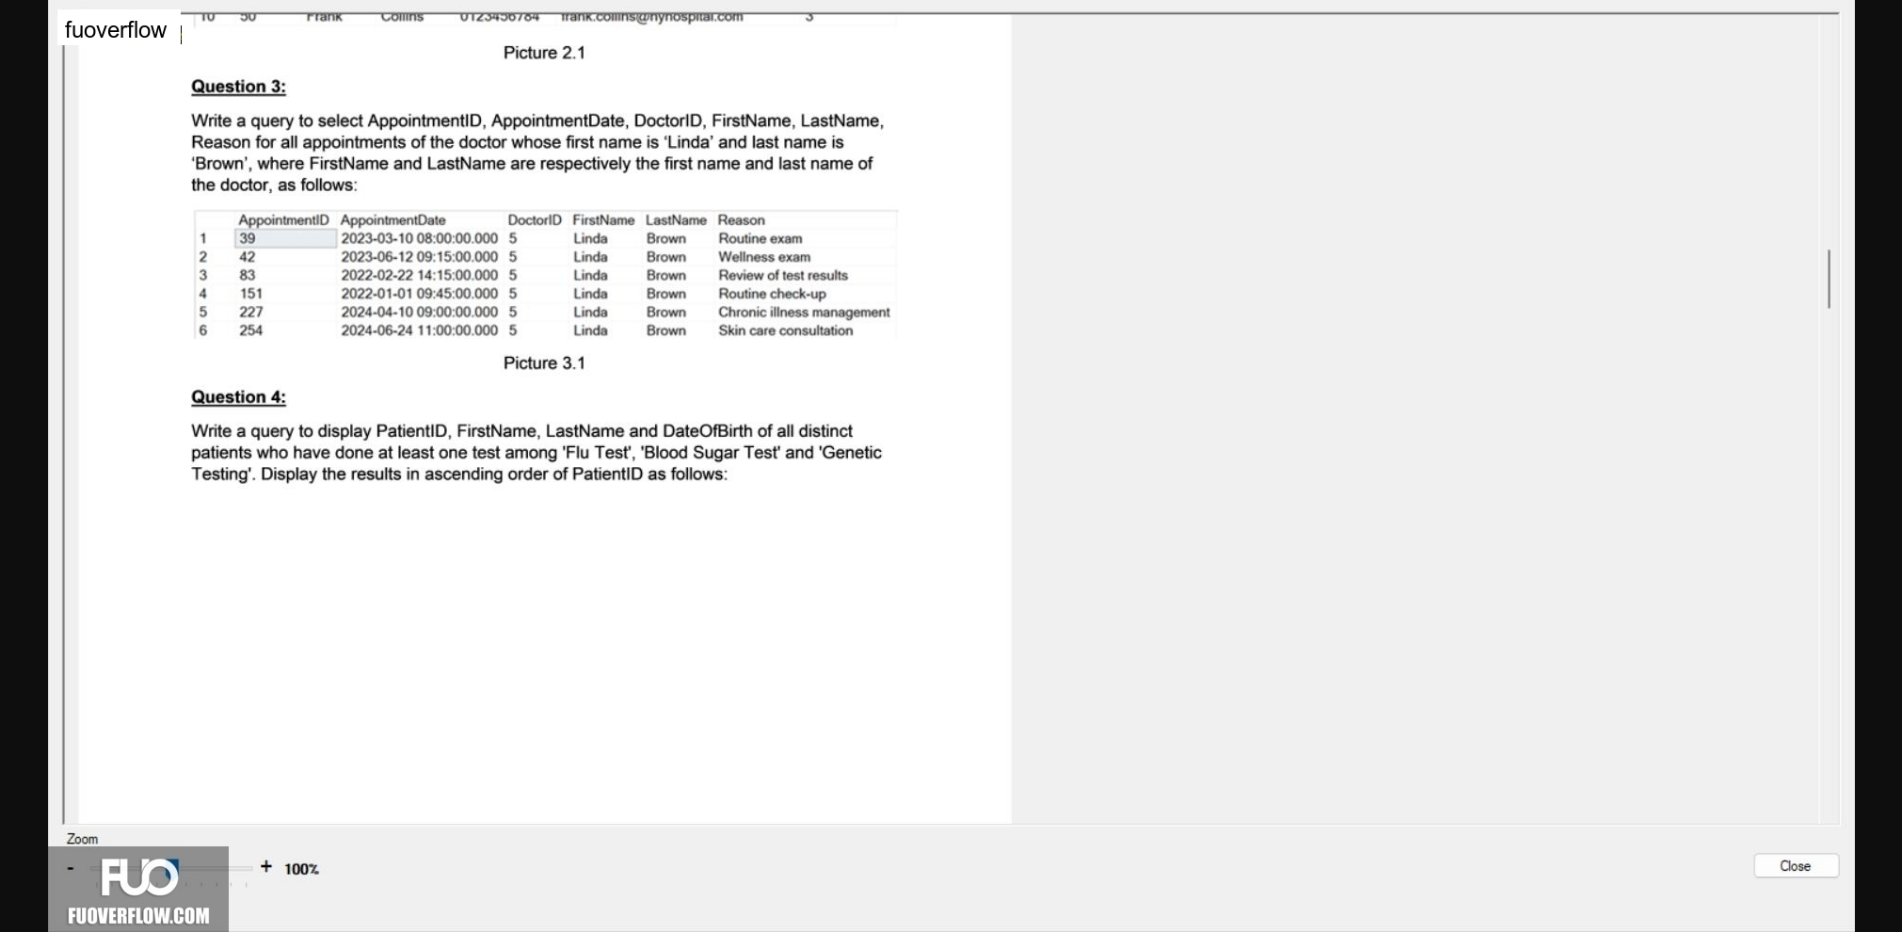 fuoverflow
10 50 Frank Collins 0123456784 frank.collins@nyhospital.com 3
Picture 2.1
Question 3:
Write a query to select AppointmentID, AppointmentDate, DoctorID, FirstName, LastName,
Reason for all appointments of the doctor whose first name is ‘Linda’ and last name is
‘Brown’, where FirstName and LastName are respectively the first name and last name of
the doctor, as follows:
AppointmentID AppointmentDate DoctorID FirstName LastName Reason
1 39 2023-03-10 08:00:00.000 5 Linda Brown Routine exam
2 42 2023-06-12 09:15:00.000 5 Linda Brown Wellness exam
3 83 2022-02-22 14:15:00.000 5 Linda Brown Review of test results
4 151 2022-01-01 09:45:00.000 5 Linda Brown Routine check-up
5 227 2024-04-10 09:00:00.000 5 Linda Brown Chronic illness management
6 254 2024-06-24 11:00:00.000 5 Linda Brown Skin care consultation
Picture 3.1
Question 4:
Write a query to display PatientID, FirstName, LastName and DateOfBirth of all distinct
patients who have done at least one test among 'Flu Test', 'Blood Sugar Test' and 'Genetic
Testing'. Display the results in ascending order of PatientID as follows:
Zoom
- + 100%
Close
FUO
FUOVERFLOW.COM